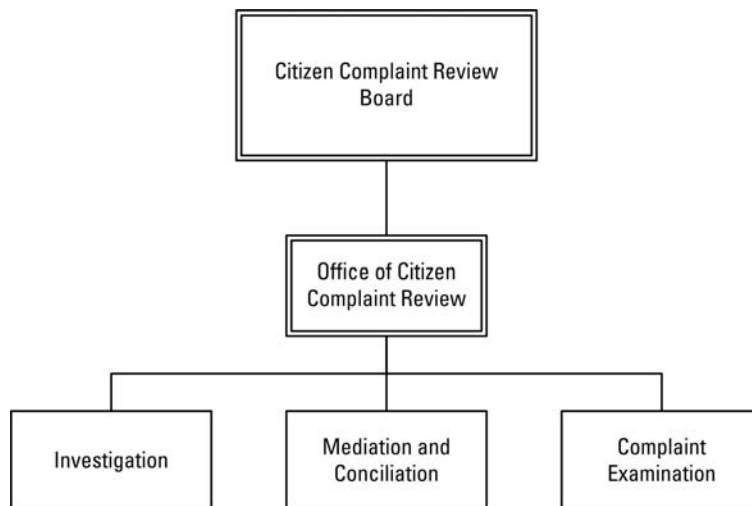 Citizen Complaint Review
Board
Office of Citizen
Complaint Review
Investigation
Mediation and
Conciliation
Complaint
Examination